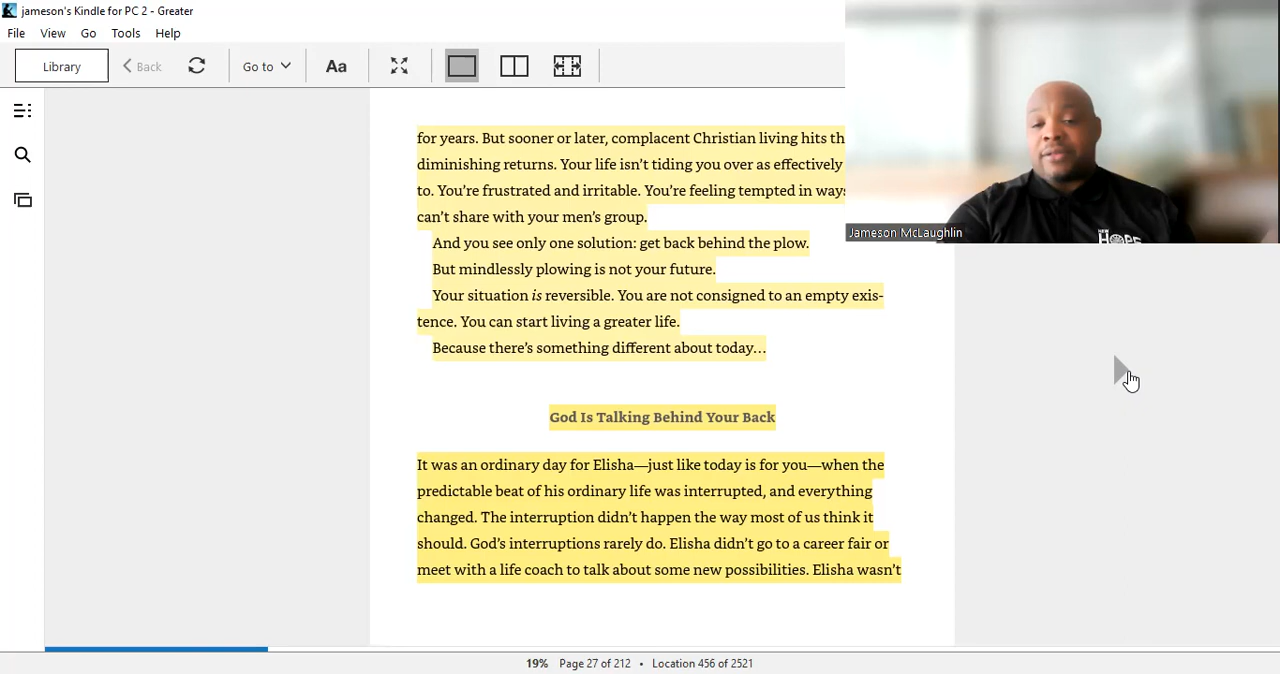 jameson's Kindle for PC 2 - Greater
File View Go Tools Help
Library Back Go to Aa
for years. But sooner or later, complacent Christian living hits th
diminishing returns. Your life isn't tiding you over as effectively
to. You're frustrated and irritable. You're feeling tempted in ways
can't share with your men's group.
Jameson McLaughlin
HOPE
And you see only one solution: get back behind the plow.
But mindlessly plowing is not your future.
Your situation is reversible. You are not consigned to an empty exis-
tence. You can start living a greater life.
Because there's something different about today…
God Is Talking Behind Your Back
It was an ordinary day for Elisha—just like today is for you—when the
predictable beat of his ordinary life was interrupted, and everything
changed. The interruption didn't happen the way most of us think it
should. God's interruptions rarely do. Elisha didn't go to a career fair or
meet with a life coach to talk about some new possibilities. Elisha wasn't
19% Page 27 of 212 • Location 456 of 2521